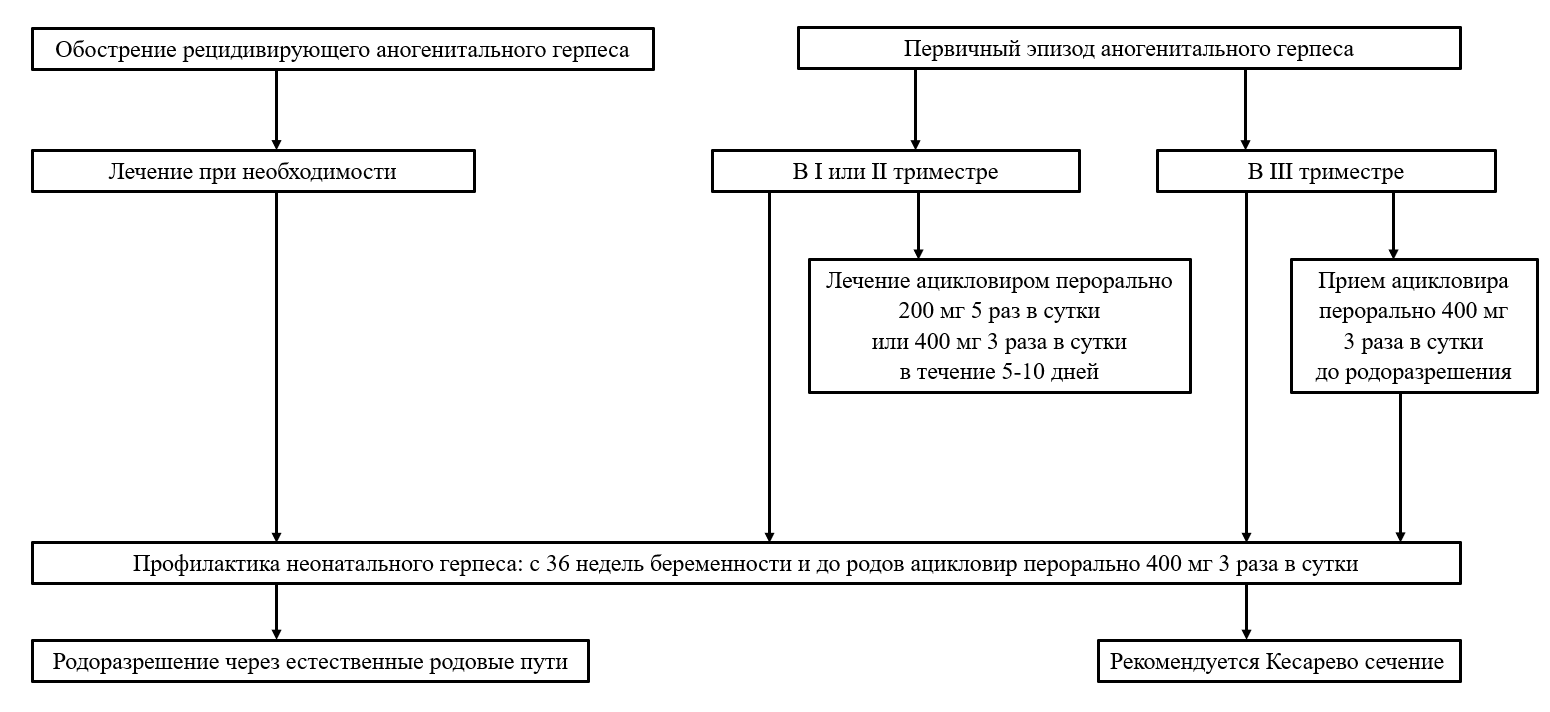 Обострение рецидивирующего аногенитального герпеса
Первичный эпизод аногенитального герпеса
Лечение при необходимости
В I или II триместре
В III триместре
Лечение ацикловиром перорально
200 мг 5 раз в сутки
или 400 мг 3 раза в сутки
в течение 5-10 дней
Прием ацикловира
перорально 400 мг
3 раза в сутки
до родоразрешения
Профилактика неонатального герпеса: с 36 недель беременности и до родов ацикловир перорально 400 мг 3 раза в сутки
Родоразрешение через естественные родовые пути
Рекомендуется Кесарево сечение